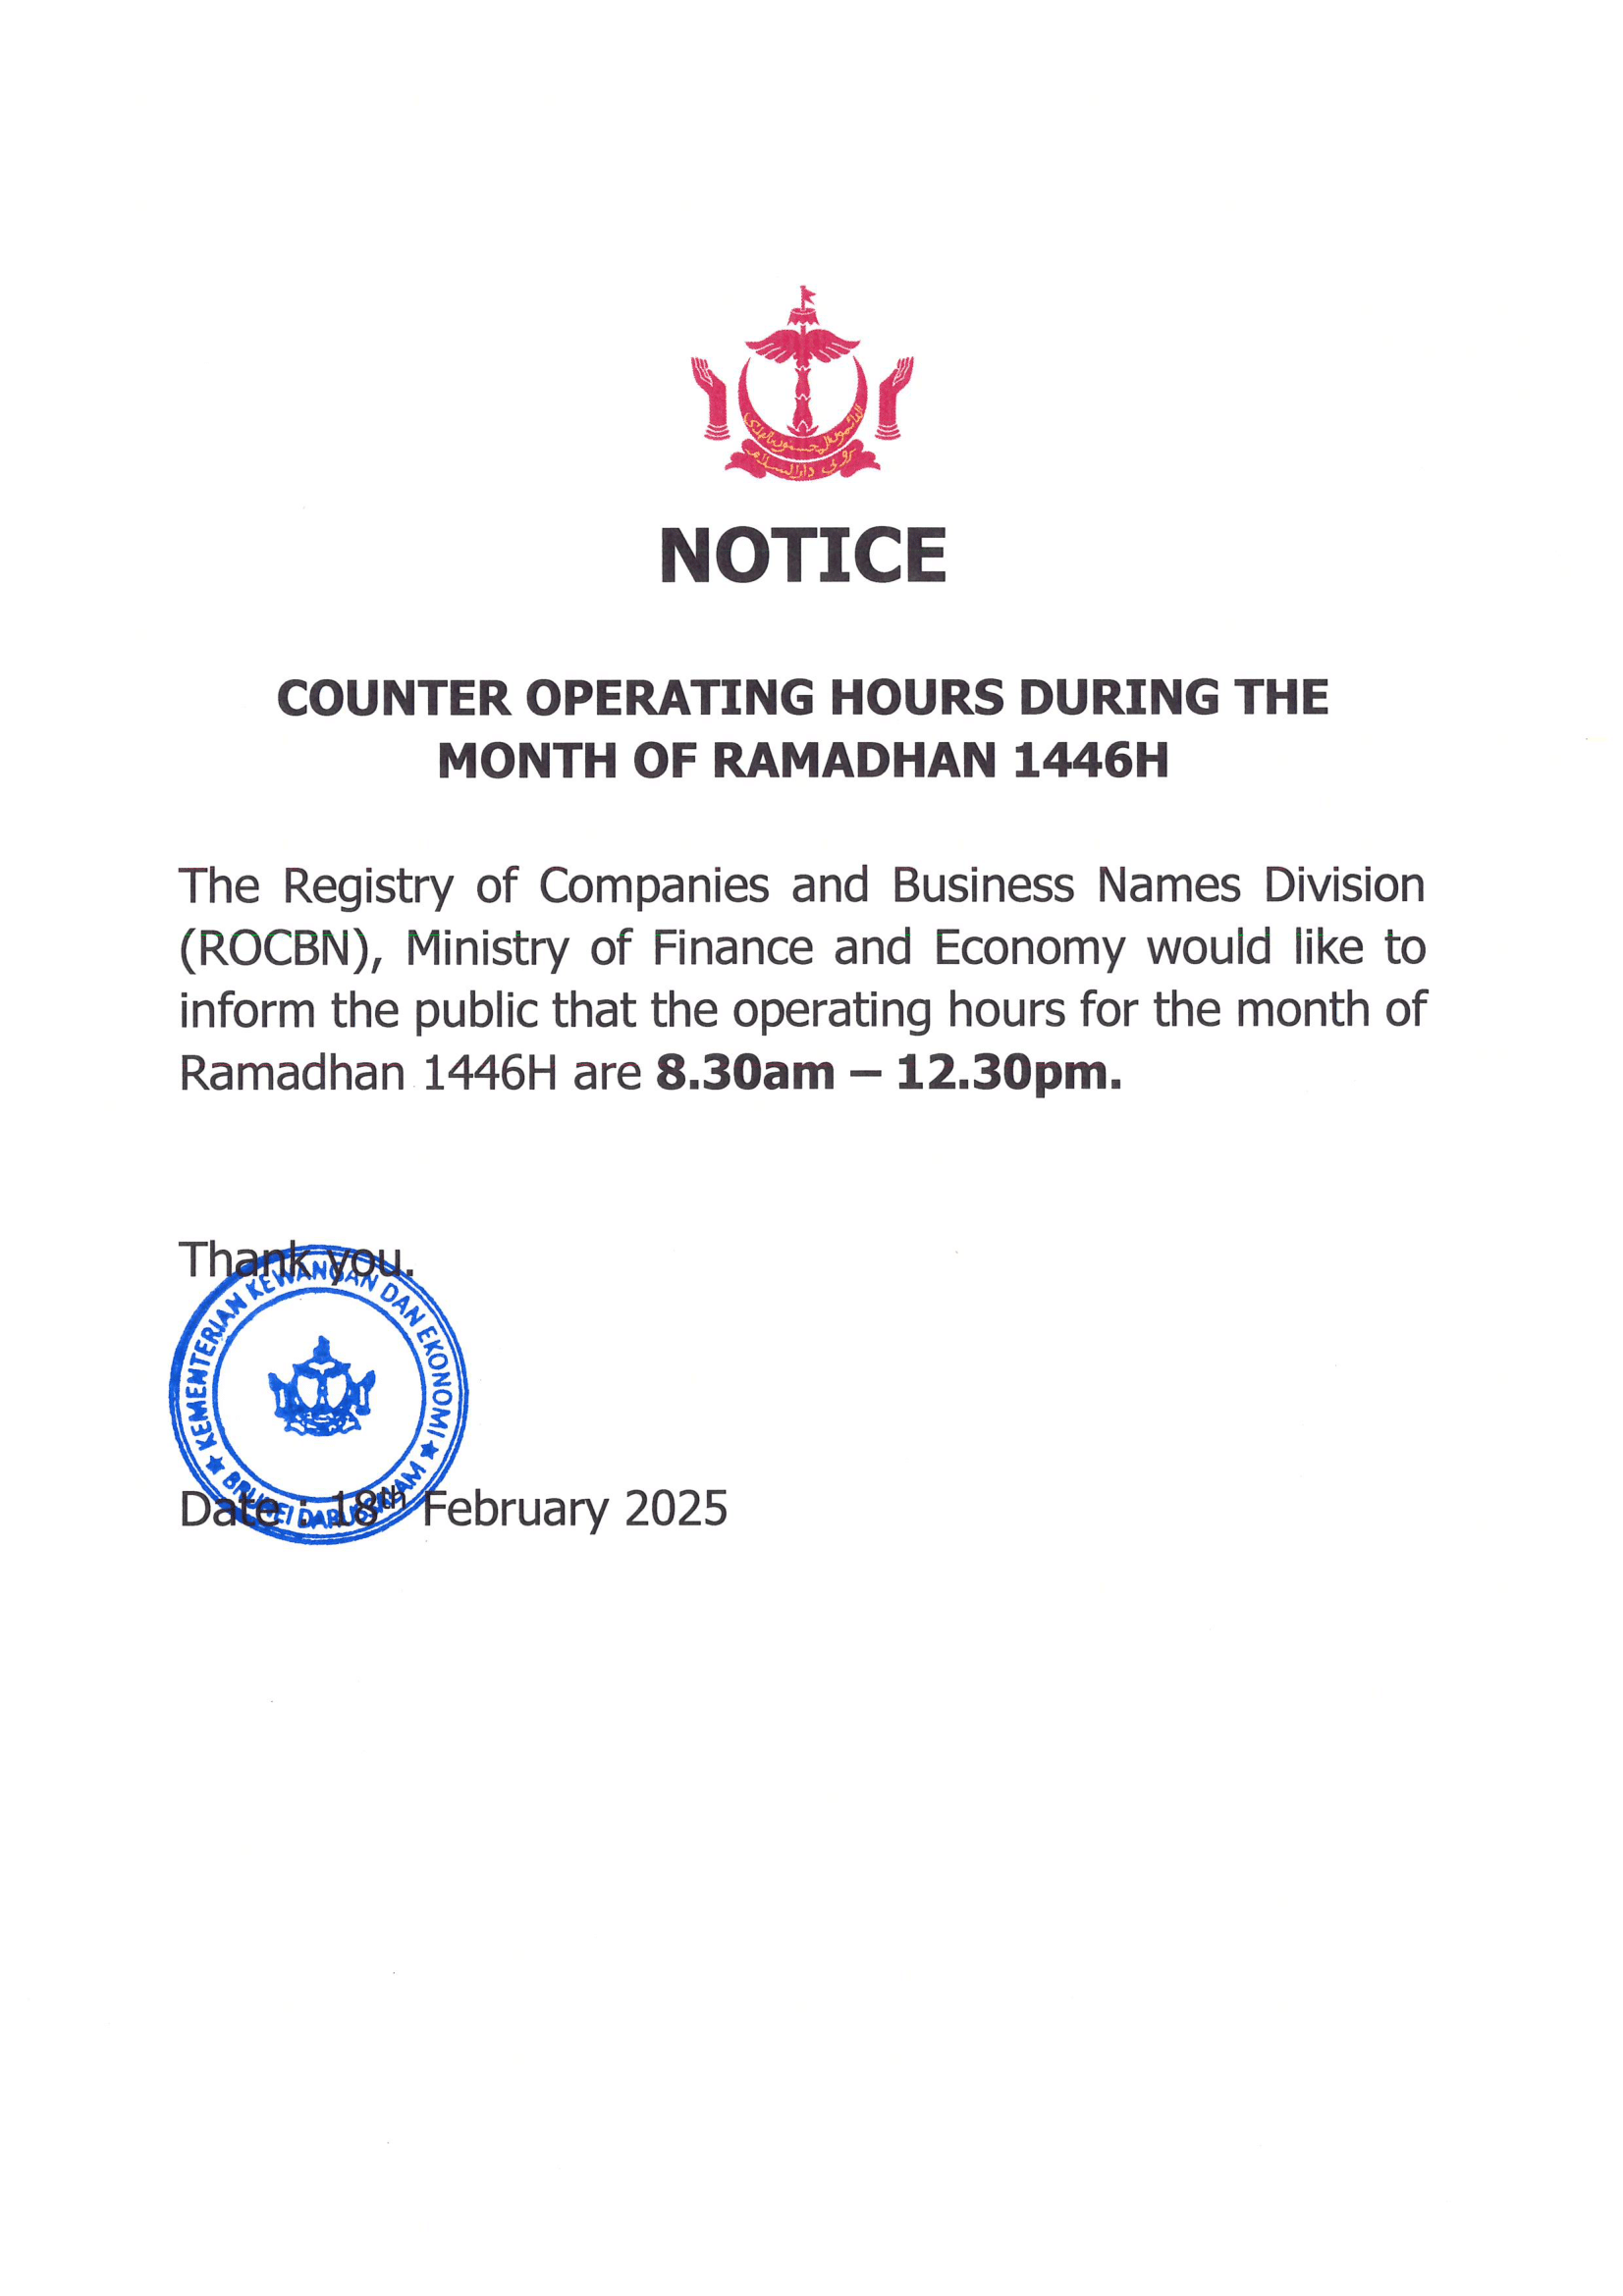 القائمون المحسنون بالهدى
بروني دارالسلام
NOTICE
COUNTER OPERATING HOURS DURING THE
MONTH OF RAMADHAN 1446H
The Registry of Companies and Business Names Division
(ROCBN), Ministry of Finance and Economy would like to
inform the public that the operating hours for the month of
Ramadhan 1446H are 8.30am – 12.30pm.
Thank you.
KEMENTERIAN KEWANGAN DAN EKONOMI
BRUNEI DARUSSALAM
Date : 18th February 2025